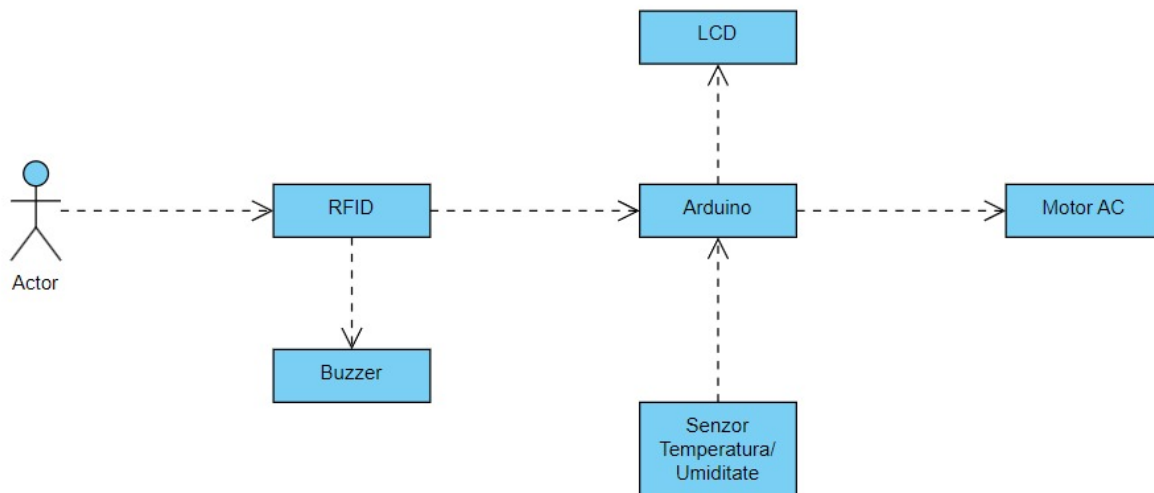 LCD
Actor
RFID
Arduino
Motor AC
Buzzer
Senzor
Temperatura/
Umiditate